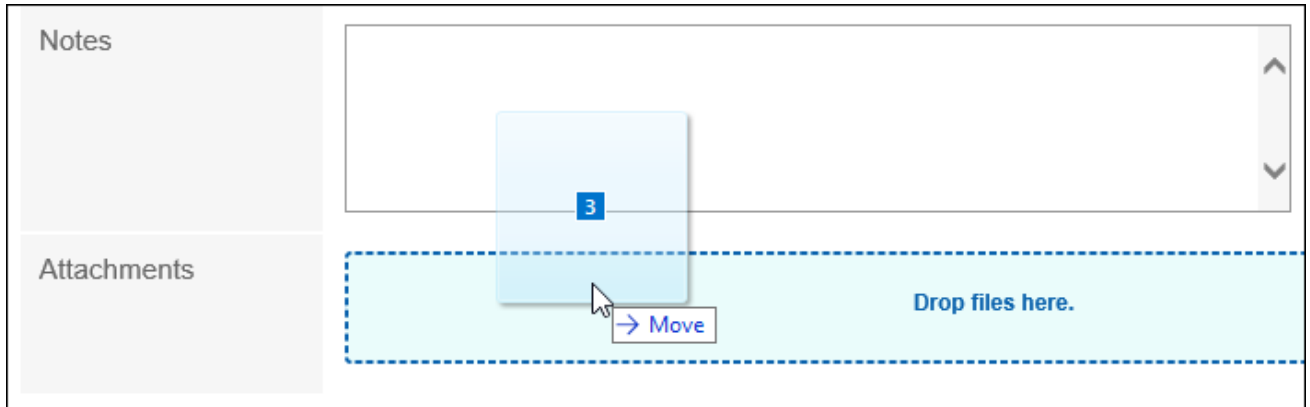 Notes
3
Attachments
Drop files here.
→ Move